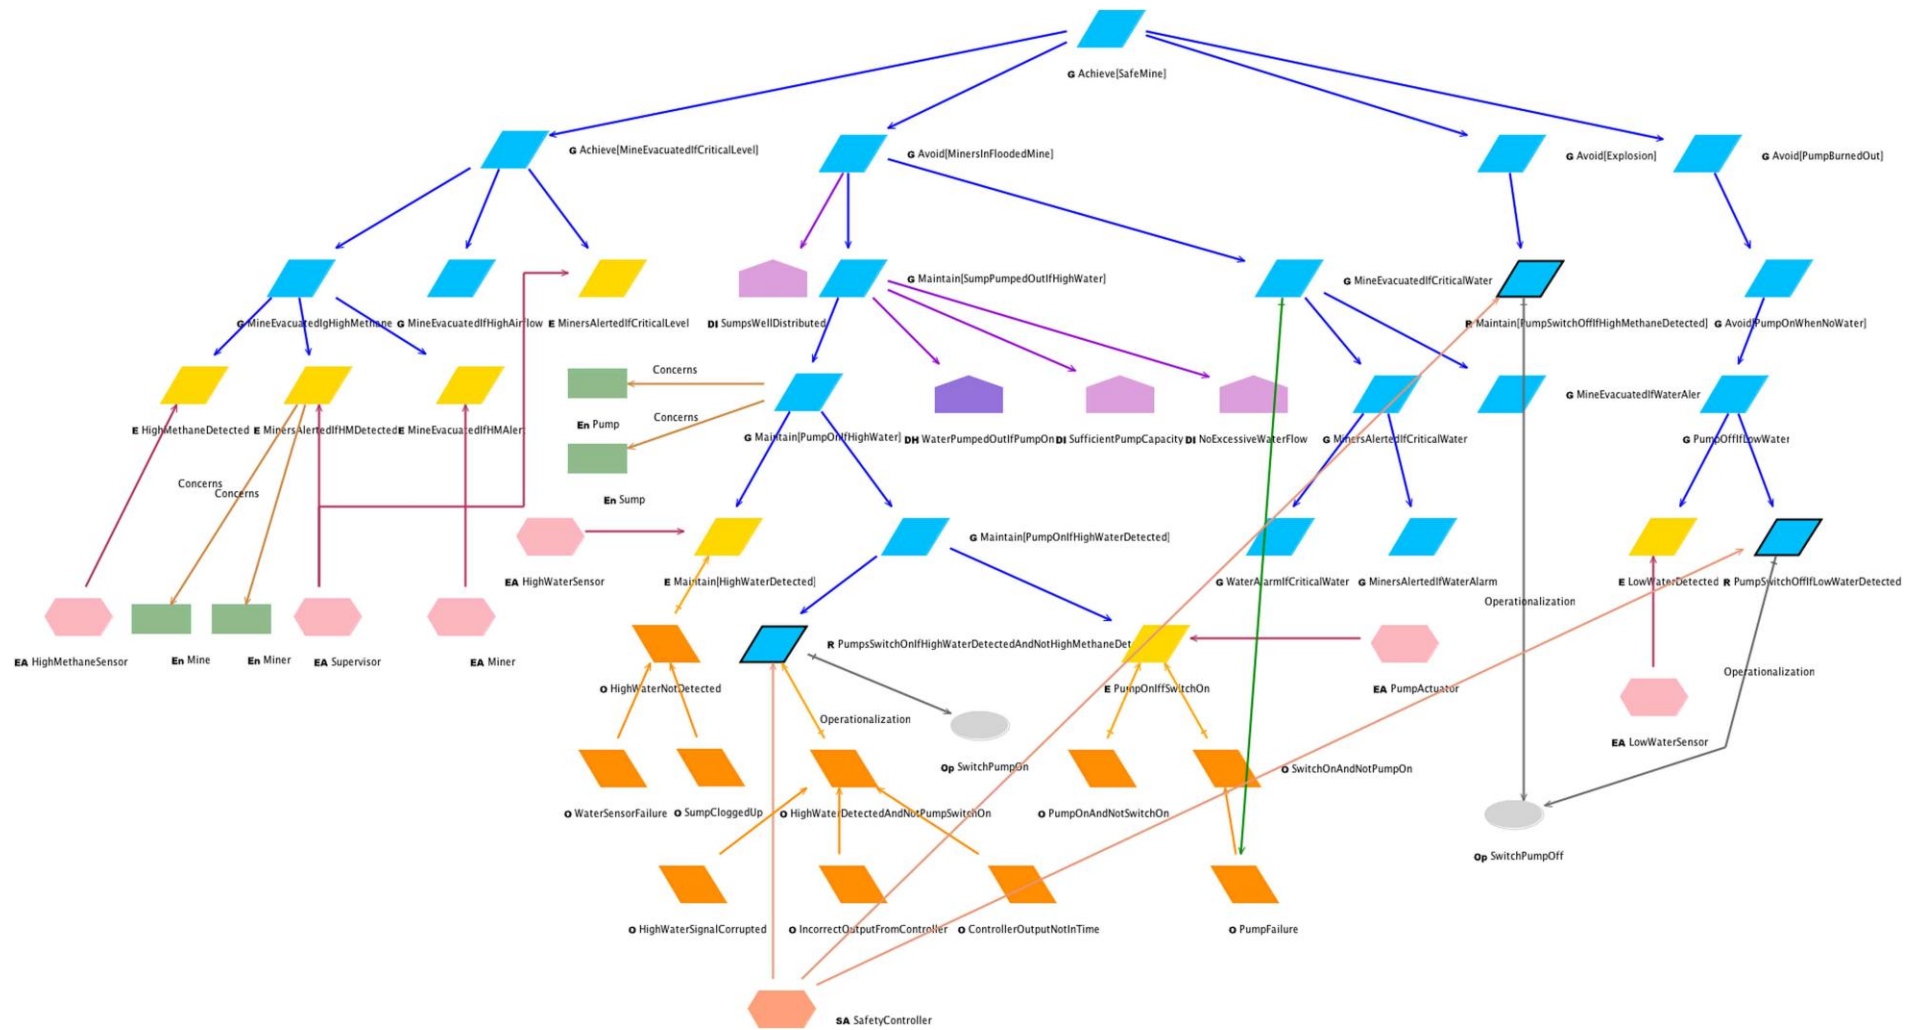 G Achieve[SafeMine]
G Achieve[MineEvacuatedIfCriticalLevel]
G Avoid[MinersInFloodedMine]
G Avoid[Explosion]
G Avoid[PumpBurnedOut]
G MineEvacuatedIgHighMethane
G MineEvacuatedIfHighAirflow
E MinersAlertedIfCriticalLevel
DI SumpsWellDistributed
G Maintain[SumpPumpedOutIfHighWater]
G MineEvacuatedIfCriticalWater
R Maintain[PumpSwitchOffIfHighMethaneDetected]
G Avoid[PumpOnWhenNoWater]
Concerns
En Pump
Concerns
En Sump
E HighMethaneDetected
E MinersAlertedIfHMDetected
E MineEvacuatedIfHMAlert
G Maintain[PumpOnIfHighWater]
DH WaterPumpedOutIfPumpOn
DI SufficientPumpCapacity
DI NoExcessiveWaterFlow
G MinersAlertedIfCriticalWater
G MineEvacuatedIfWaterAler
G PumpOffIfLowWater
Concerns
Concerns
EA HighWaterSensor
E Maintain[HighWaterDetected]
G Maintain[PumpOnIfHighWaterDetected]
G WaterAlarmIfCriticalWater
G MinersAlertedIfWaterAlarm
E LowWaterDetected
R PumpSwitchOffIfLowWaterDetected
Operationalization
EA HighMethaneSensor
En Mine
En Miner
EA Supervisor
EA Miner
O HighWaterNotDetected
R PumpsSwitchOnIfHighWaterDetectedAndNotHighMethaneDet
E PumpOnIffSwitchOn
EA PumpActuator
Operationalization
Operationalization
EA LowWaterSensor
Op SwitchPumpOn
O SwitchOnAndNotPumpOn
O WaterSensorFailure
O SumpCloggedUp
O HighWaterDetectedAndNotPumpSwitchOn
O PumpOnAndNotSwitchOn
Op SwitchPumpOff
O HighWaterSignalCorrupted
O IncorrectOutputFromController
O ControllerOutputNotInTime
O PumpFailure
SA SafetyController